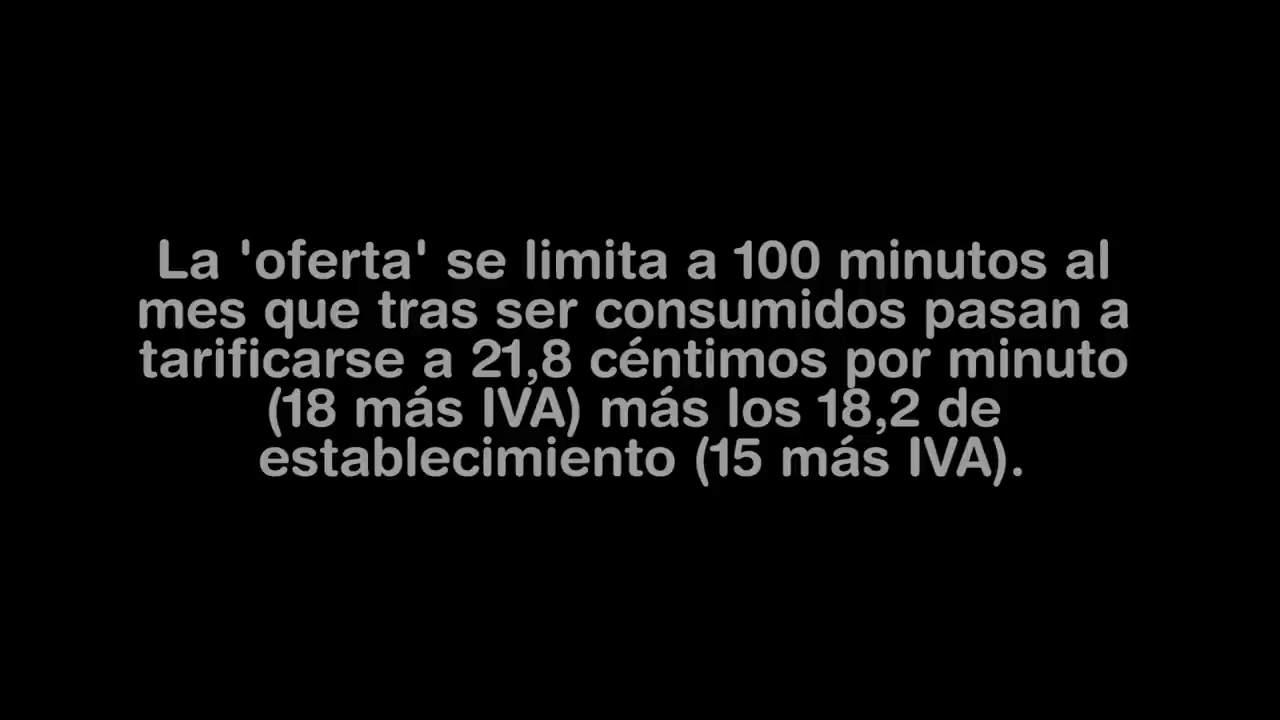 La 'oferta' se limita a 100 minutos al
mes que tras ser consumidos pasan a
tarificarse a 21,8 céntimos por minuto
(18 más IVA) más los 18,2 de
establecimiento (15 más IVA).